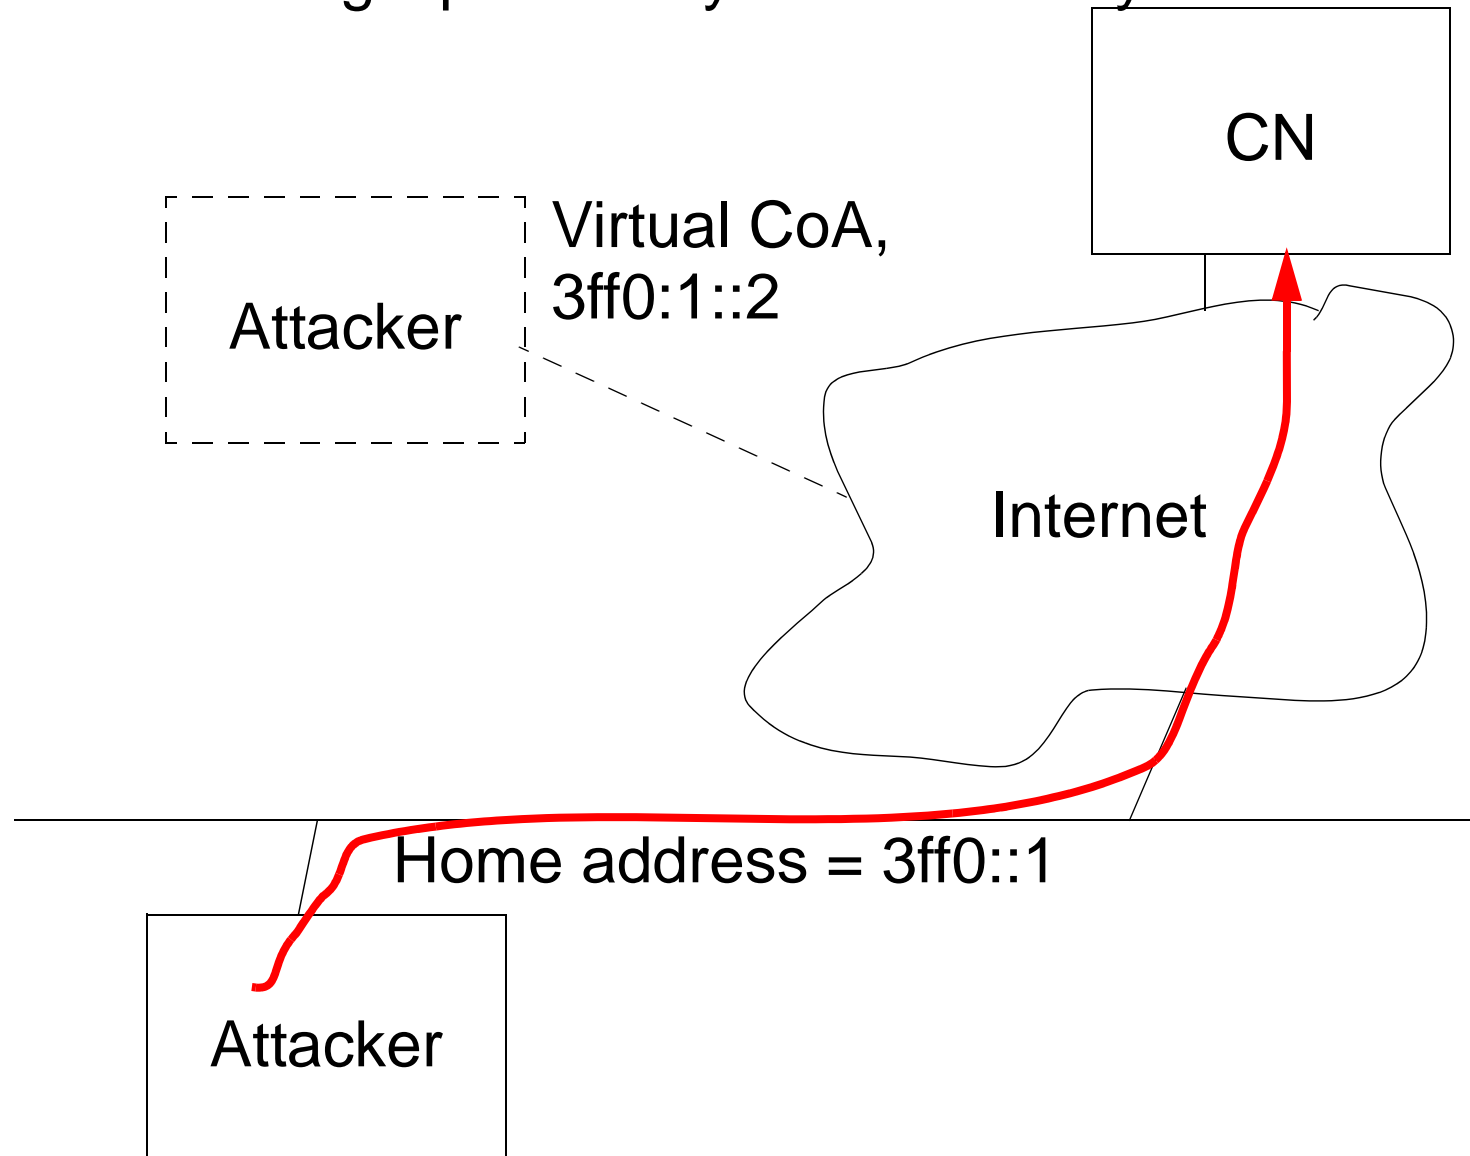 CN
Virtual CoA,
3ff0:1::2
Attacker
Internet
Home address = 3ff0::1
Attacker